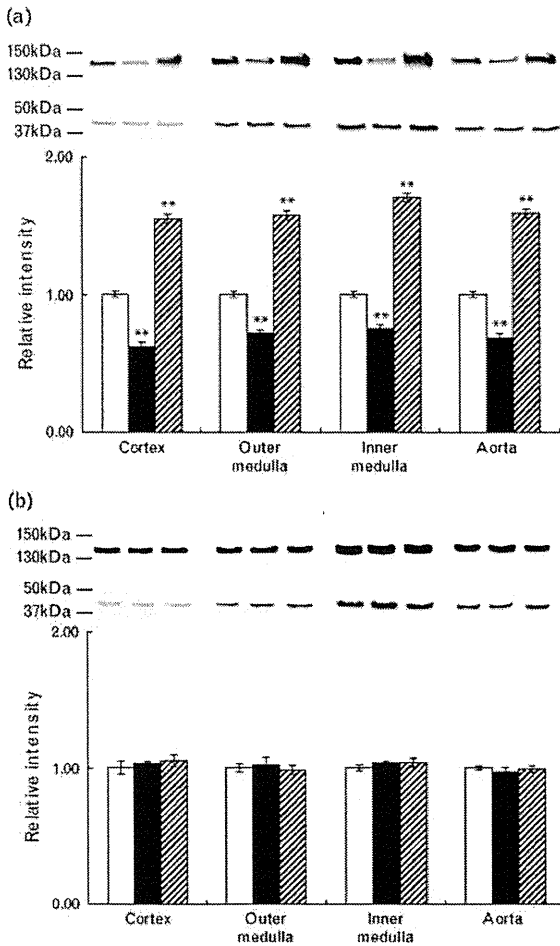 (a)
150kDa
130kDa
50kDa
37kDa
2.00
Relative intensity
1.00
0.00
** ** ** ** ** ** ** **
Cortex Outer medulla Inner medulla Aorta
(b)
150kDa
130kDa
50kDa
37kDa
2.00
Relative intensity
1.00
0.00
Cortex Outer medulla Inner medulla Aorta